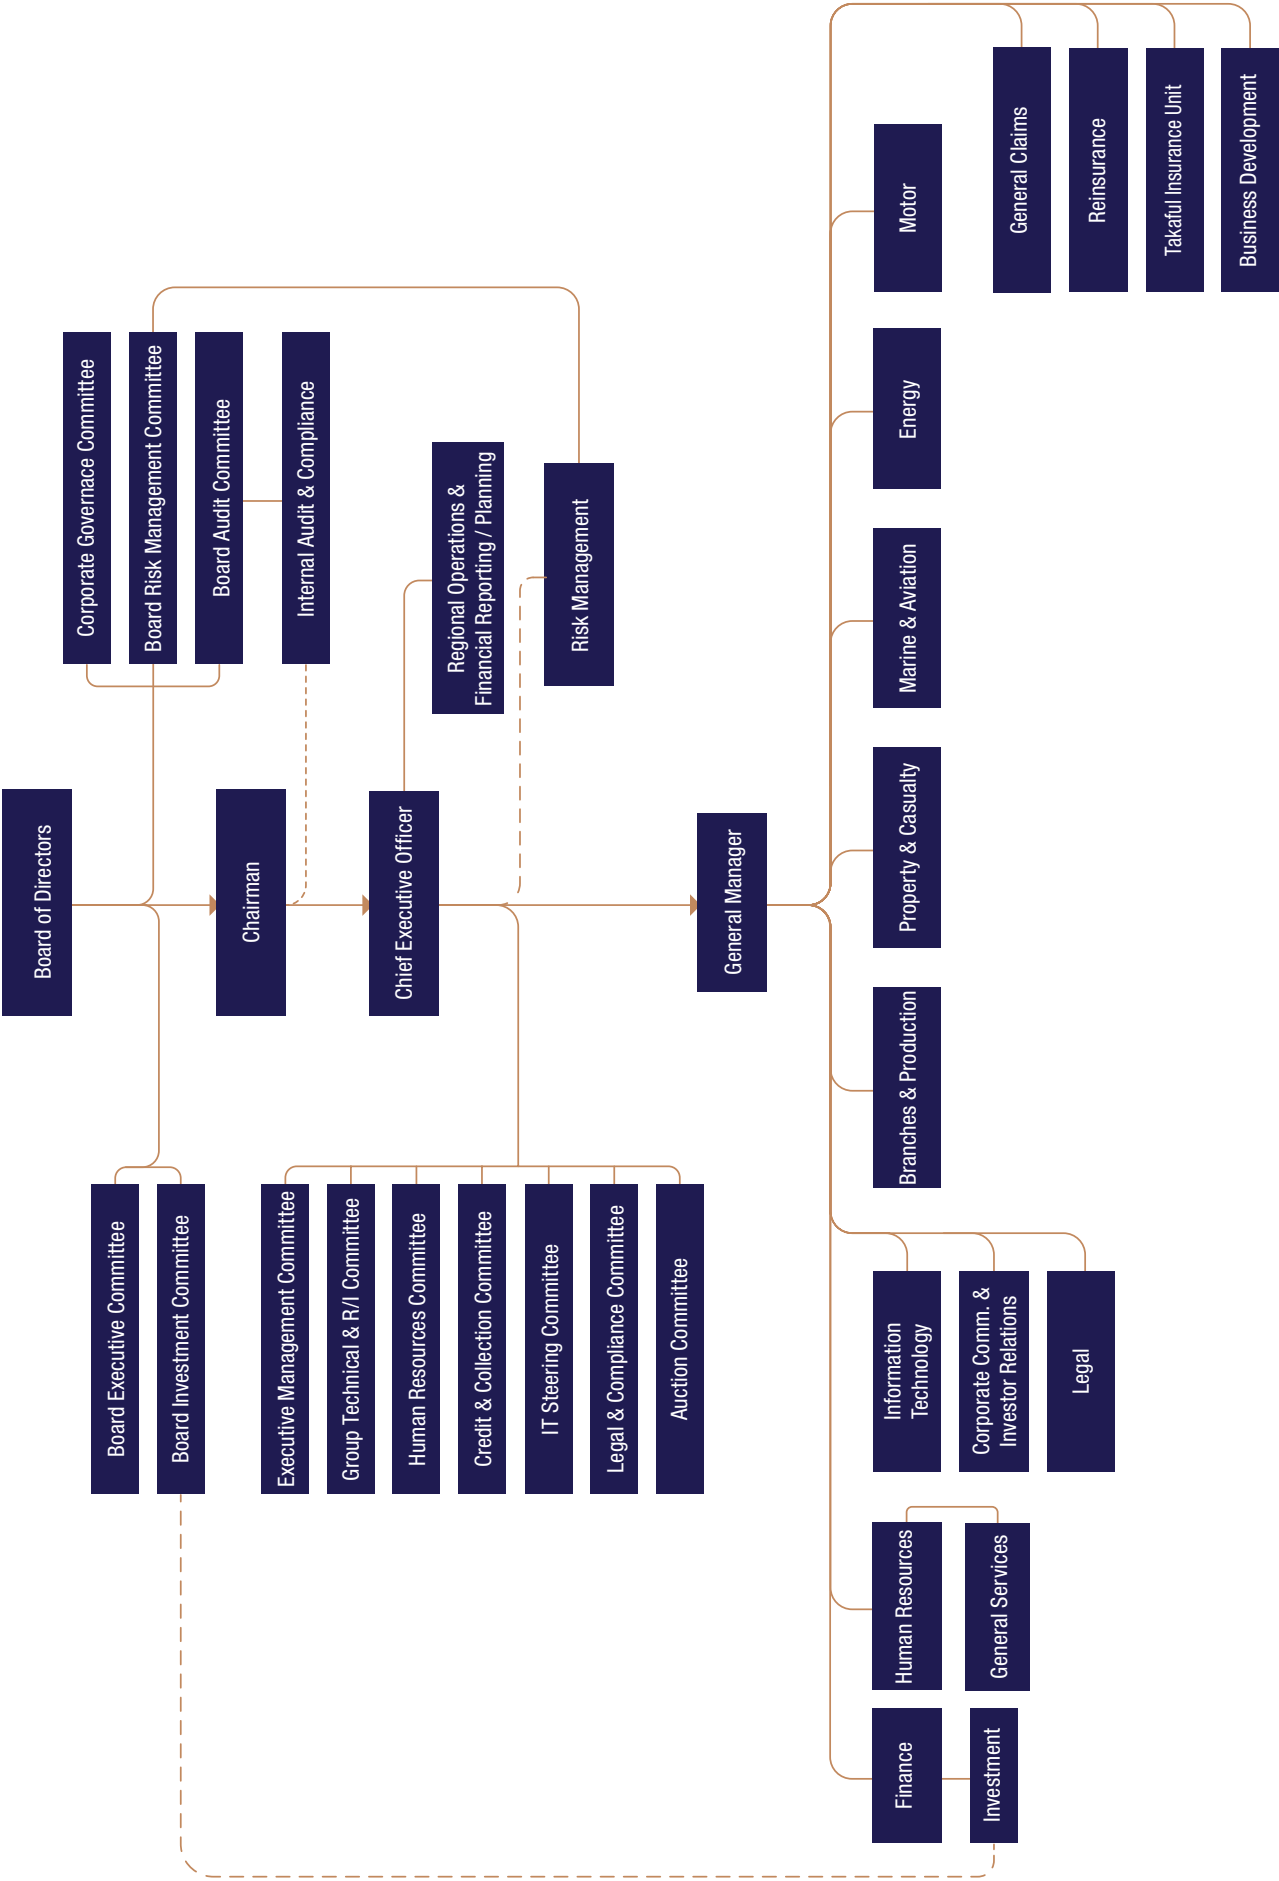 Board of Directors
Corporate Governace Committee
Board Risk Management Committee
Board Audit Committee
Internal Audit & Compliance
Board Executive Committee
Board Investment Committee
Chairman
Chief Executive Officer
Regional Operations &
Financial Reporting / Planning
Risk Management
Executive Management Committee
Group Technical & R/I Committee
Human Resources Committee
Credit & Collection Committee
IT Steering Committee
Legal & Compliance Committee
Auction Committee
General Manager
Finance
Investment
Human Resources
General Services
Information
Technology
Corporate Comm. &
Investor Relations
Legal
Branches & Production
Property & Casualty
Marine & Aviation
Energy
Motor
General Claims
Reinsurance
Takaful Insurance Unit
Business Development